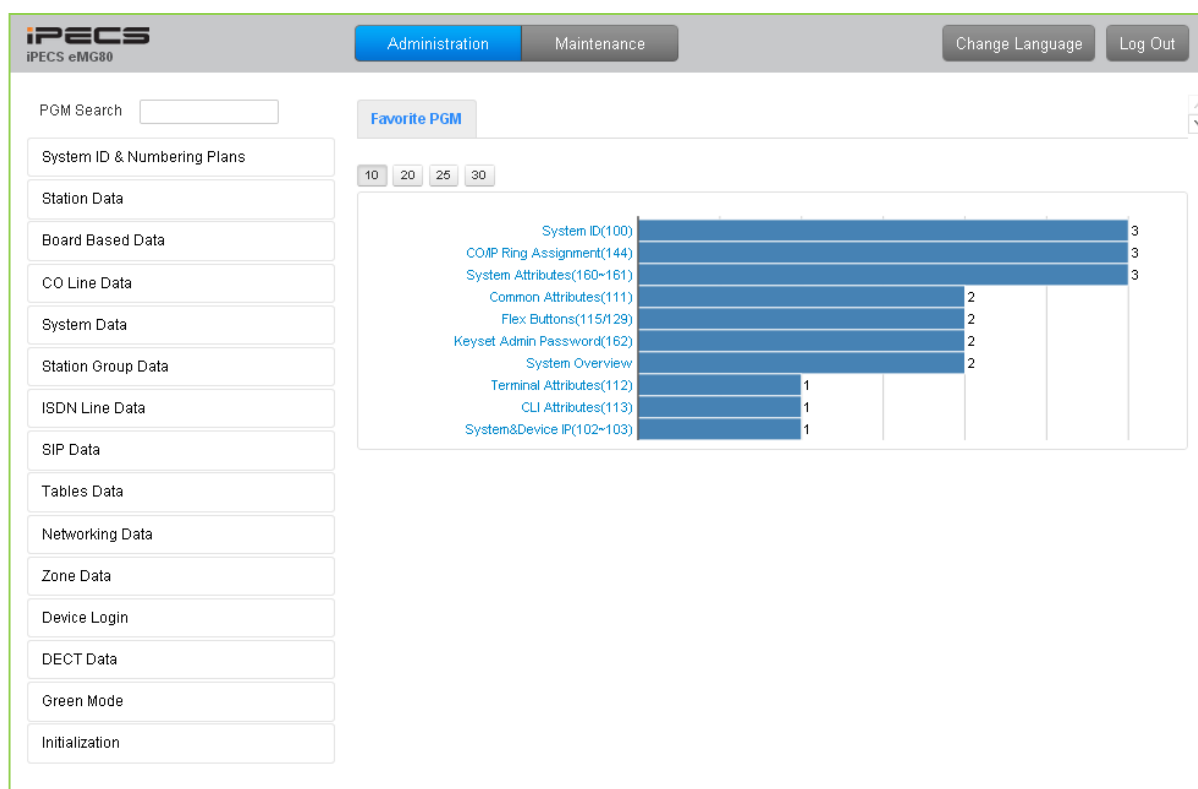 iPECS
iPECS eMG80
Administration
Maintenance
Change Language
Log Out
PGM Search
System ID & Numbering Plans
Station Data
Board Based Data
CO Line Data
System Data
Station Group Data
ISDN Line Data
SIP Data
Tables Data
Networking Data
Zone Data
Device Login
DECT Data
Green Mode
Initialization
Favorite PGM
10 20 25 30
System ID(100) 3
CO/IP Ring Assignment(144) 3
System Attributes(160~161) 3
Common Attributes(111) 2
Flex Buttons(115/129) 2
Keyset Admin Password(162) 2
System Overview 2
Terminal Attributes(112) 1
CLI Attributes(113) 1
System&Device IP(102~103) 1